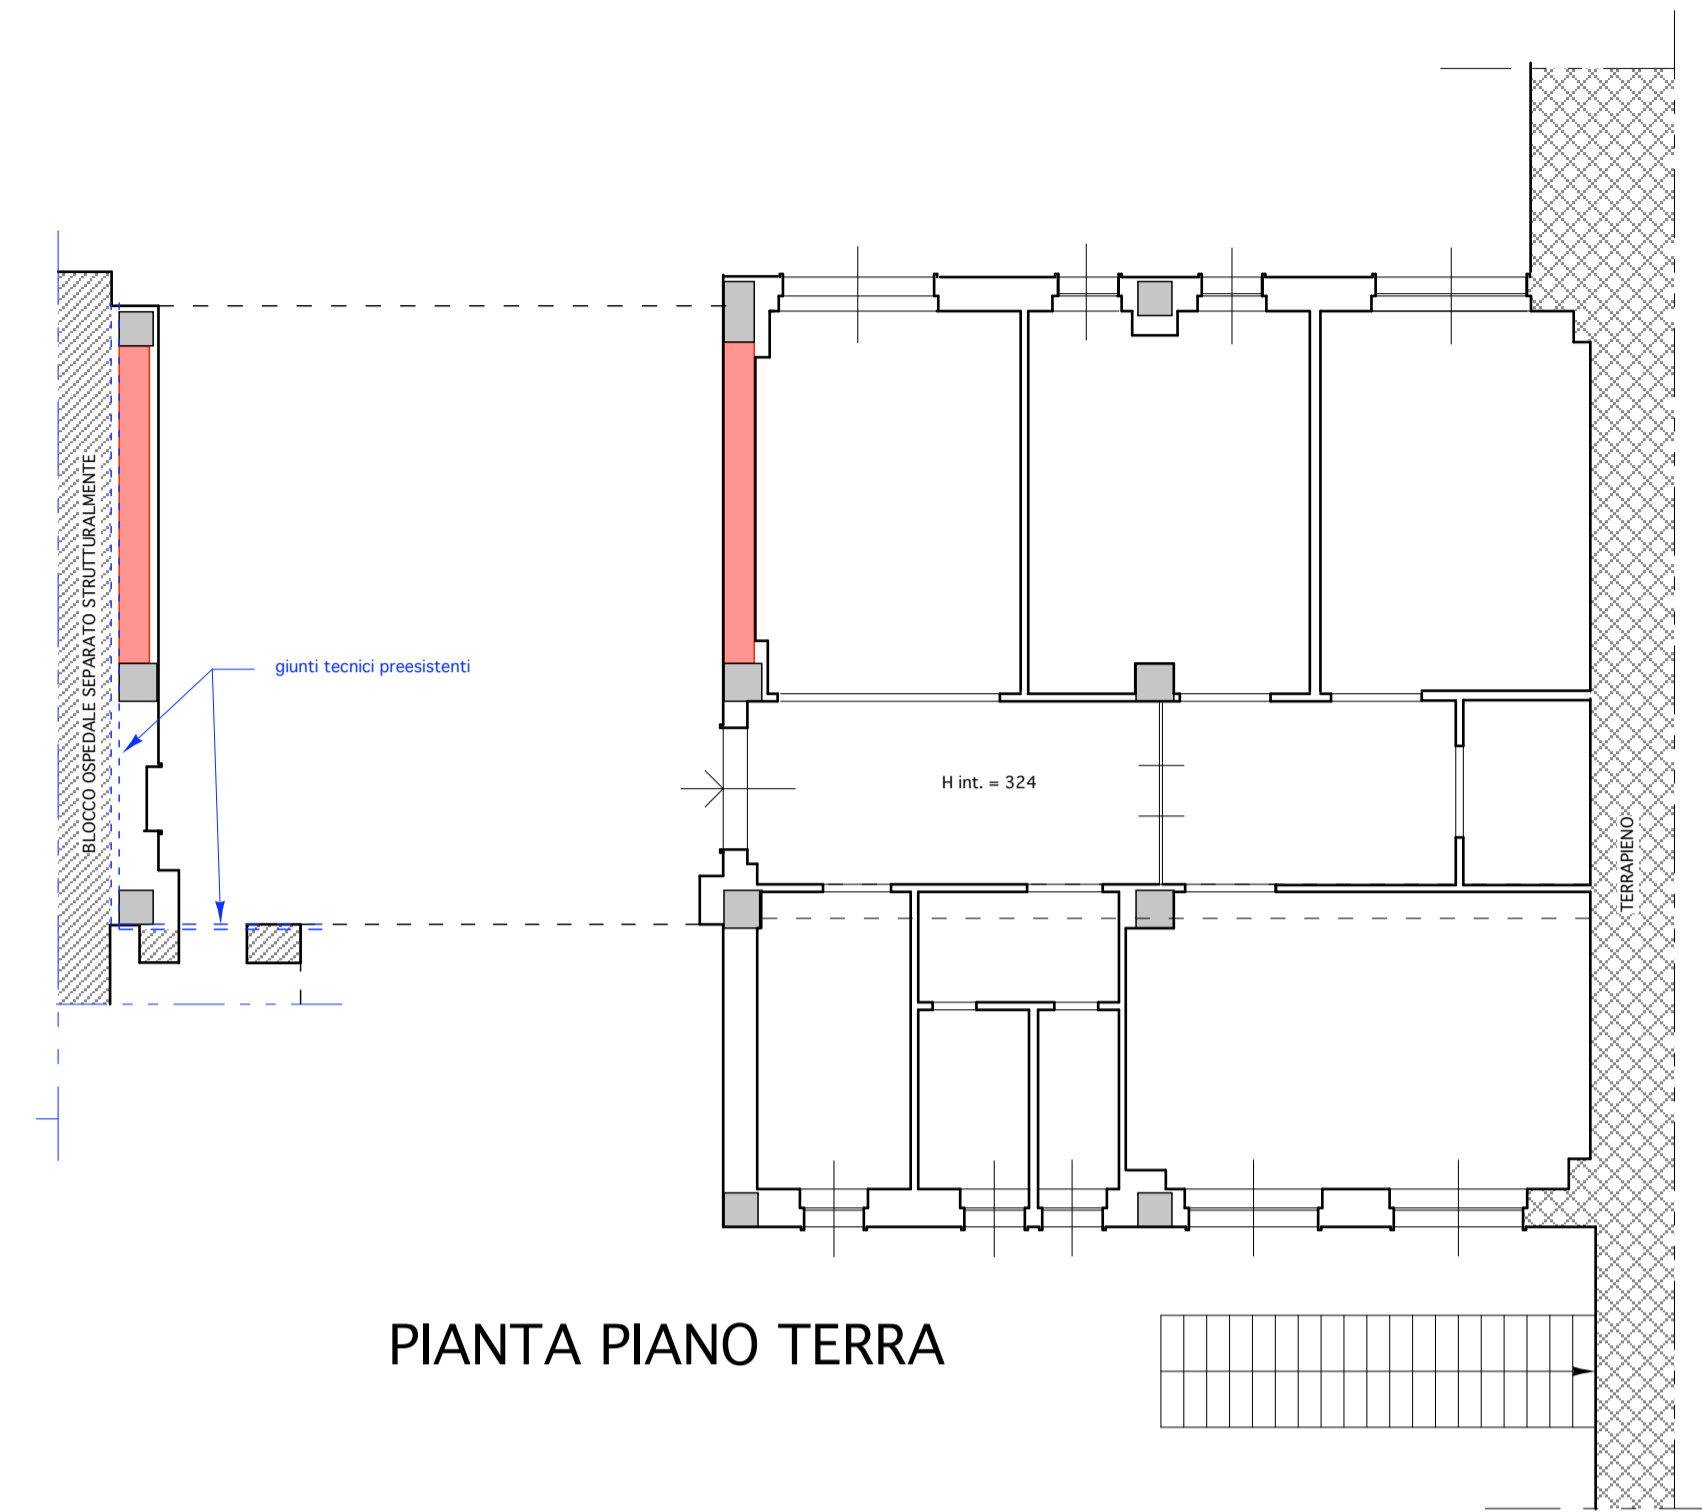 BLOCCO OSPEDALE SEPARATO STRUTTURALMENTE
giunti tecnici preesistenti
H int. = 324
TERRAPIENO
PIANTA PIANO TERRA